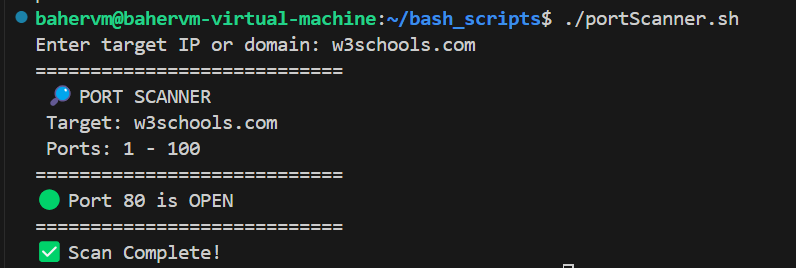 bahervm@bahervm-virtual-machine:~/bash_scripts$ ./portScanner.sh
Enter target IP or domain: w3schools.com
============================
🔎 PORT SCANNER
Target: w3schools.com
Ports: 1 - 100
============================
🟢 Port 80 is OPEN
============================
✅ Scan Complete!